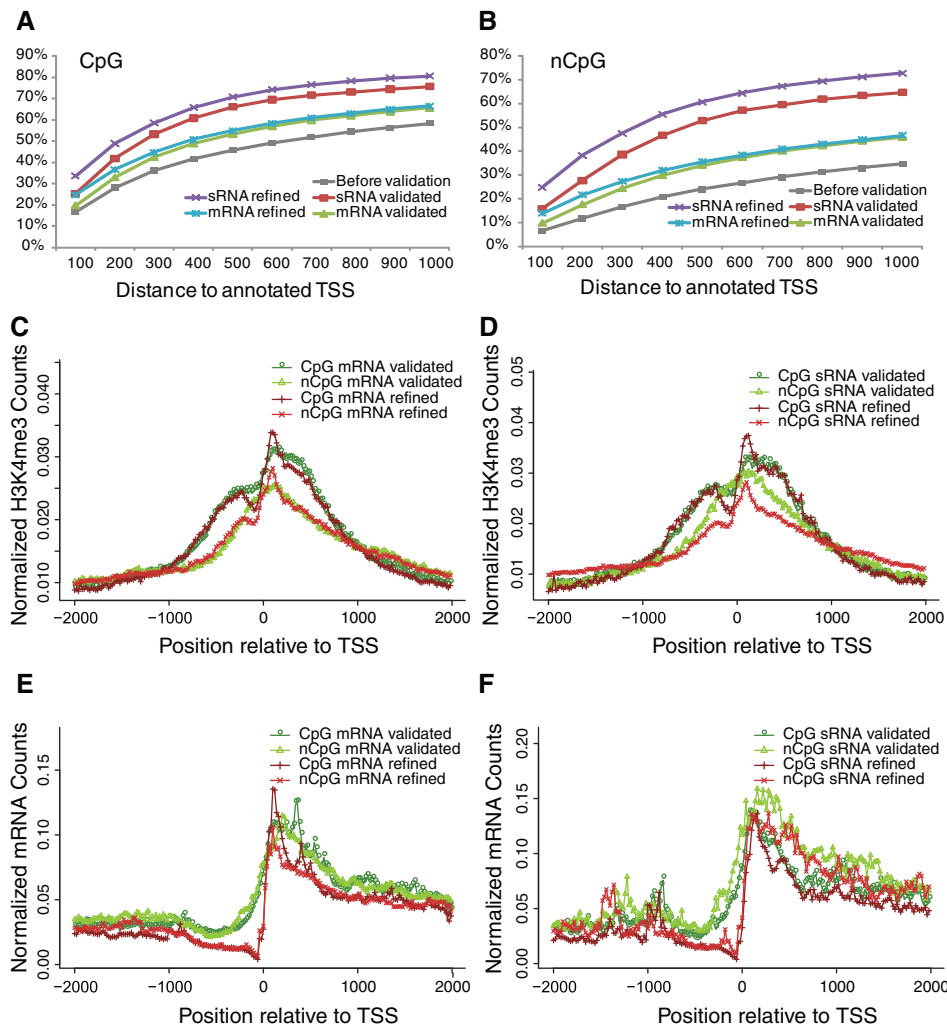 A
CpG
90%
80%
70%
60%
50%
40%
30%
20%
10%
0%
sRNA refined
mRNA refined
Before validation
sRNA validated
mRNA validated
100 200 300 400 500 600 700 800 900 1000
Distance to annotated TSS
B
nCpG
80%
70%
60%
50%
40%
30%
20%
10%
0%
Before validation
sRNA refined
sRNA validated
mRNA refined
mRNA validated
100 200 300 400 500 600 700 800 900 1000
Distance to annotated TSS
C
Normalized H3K4me3 Counts
0.040
0.030
0.020
0.010
CpG mRNA validated
nCpG mRNA validated
CpG mRNA refined
nCpG mRNA refined
−2000 −1000 0 1000 2000
Position relative to TSS
D
Normalized H3K4me3 Counts
0.05
0.04
0.03
0.02
0.01
CpG sRNA validated
nCpG sRNA validated
CpG sRNA refined
nCpG sRNA refined
−2000 −1000 0 1000 2000
Position relative to TSS
E
Normalized mRNA Counts
0.15
0.10
0.05
0.00
CpG mRNA validated
nCpG mRNA validated
CpG mRNA refined
nCpG mRNA refined
−2000 −1000 0 1000 2000
Position relative to TSS
F
Normalized mRNA Counts
0.20
0.15
0.10
0.05
0.00
CpG sRNA validated
nCpG sRNA validated
CpG sRNA refined
nCpG sRNA refined
−2000 −1000 0 1000 2000
Position relative to TSS